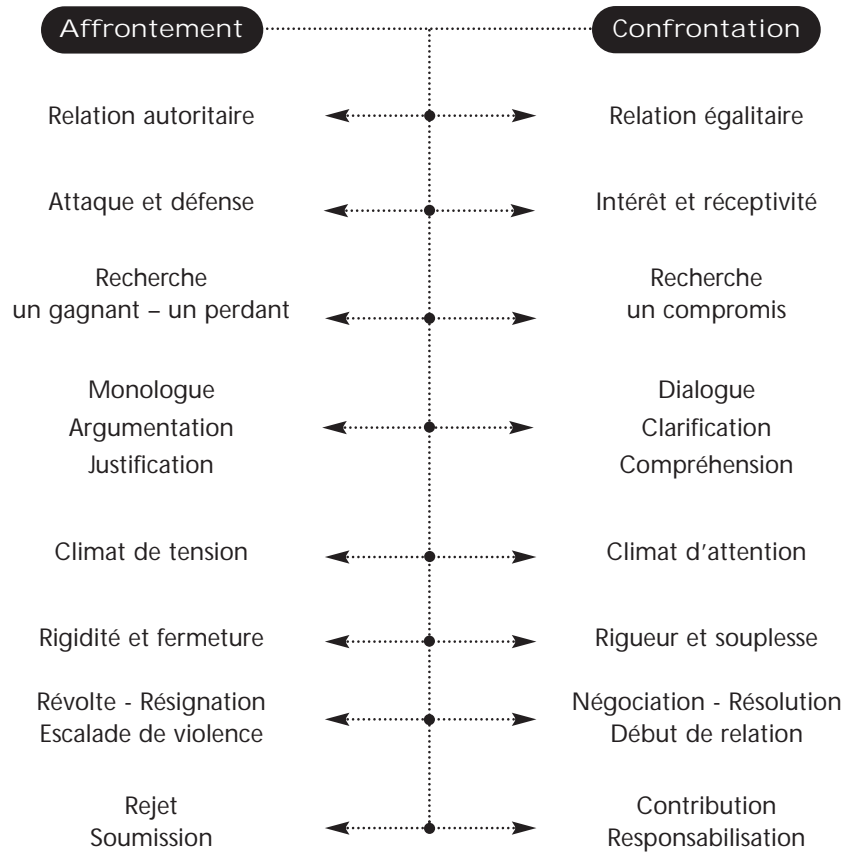 Affrontement
Confrontation
Relation autoritaire
Relation égalitaire
Attaque et défense
Intérêt et réceptivité
Recherche
un gagnant – un perdant
Recherche
un compromis
Monologue
Argumentation
Justification
Dialogue
Clarification
Compréhension
Climat de tension
Climat d'attention
Rigidité et fermeture
Rigueur et souplesse
Révolte - Résignation
Escalade de violence
Négociation - Résolution
Début de relation
Rejet
Soumission
Contribution
Responsabilisation